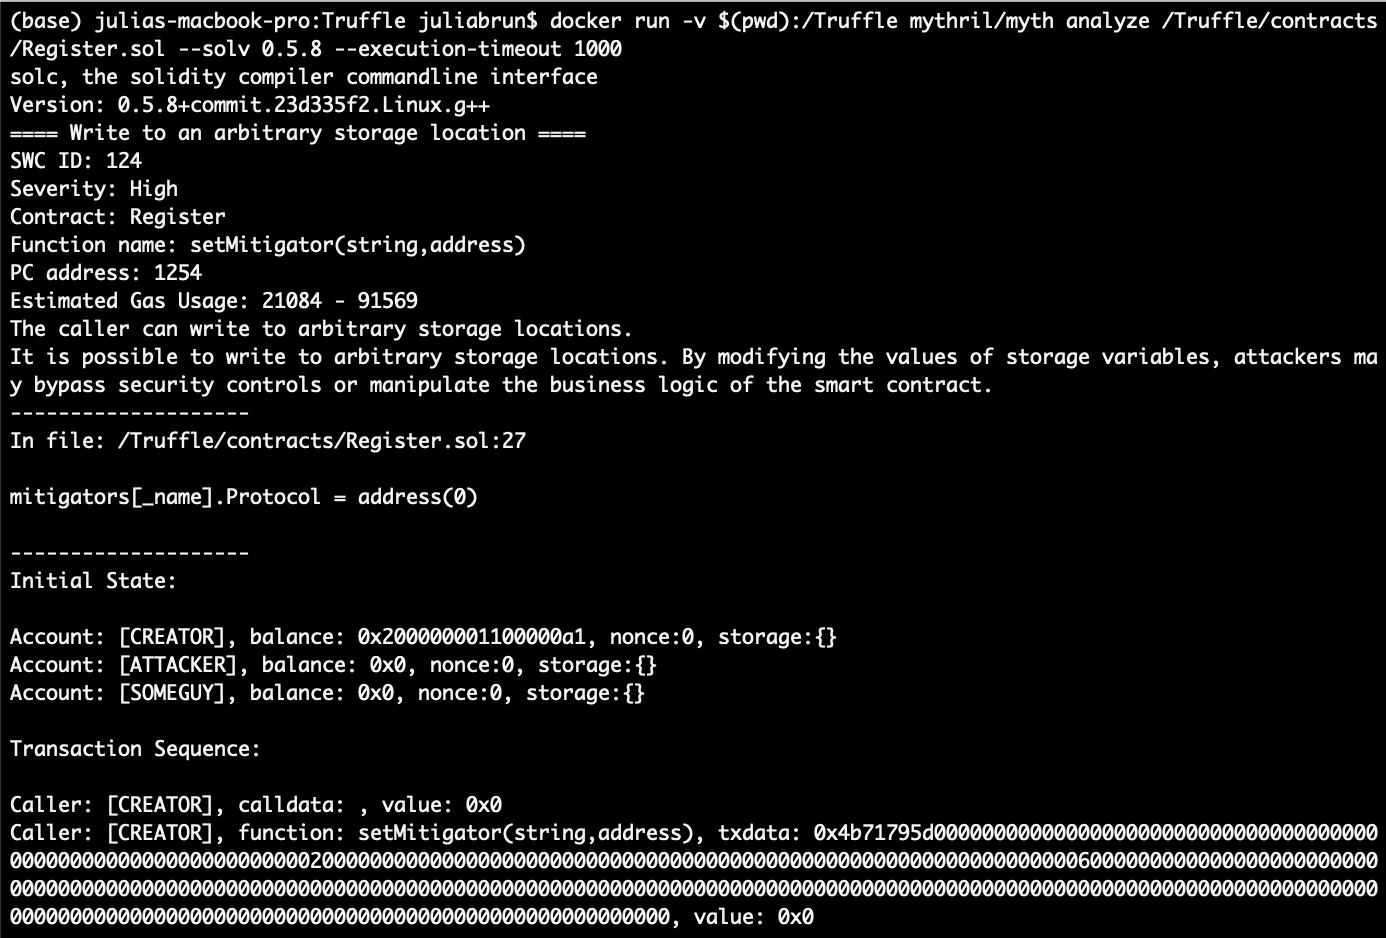 (base) julias-macbook-pro:Truffle juliabrun$ docker run -v $(pwd):/Truffle mythril/myth analyze /Truffle/contracts
/Register.sol --solv 0.5.8 --execution-timeout 1000
solc, the solidity compiler commandline interface
Version: 0.5.8+commit.23d335f2.Linux.g++
==== Write to an arbitrary storage location ====
SWC ID: 124
Severity: High
Contract: Register
Function name: setMitigator(string,address)
PC address: 1254
Estimated Gas Usage: 21084 - 91569
The caller can write to arbitrary storage locations.
It is possible to write to arbitrary storage locations. By modifying the values of storage variables, attackers ma
y bypass security controls or manipulate the business logic of the smart contract.
--------------------
In file: /Truffle/contracts/Register.sol:27
mitigators[_name].Protocol = address(0)
--------------------
Initial State:
Account: [CREATOR], balance: 0x200000001100000a1, nonce:0, storage:{}
Account: [ATTACKER], balance: 0x0, nonce:0, storage:{}
Account: [SOMEGUY], balance: 0x0, nonce:0, storage:{}
Transaction Sequence:
Caller: [CREATOR], calldata: , value: 0x0
Caller: [CREATOR], function: setMitigator(string,address), txdata: 0x4b71795d0000000000000000000000000000000000000
0000000000000000000000000200000000000000000000000000000000000000000000000000000000000000060000000000000000000000000
000000000000000000000000000000000000000000000000000000000000000000000000000000000000000000000000000000000000000000
0000000000000000000000000000000000000000000000000000000, value: 0x0